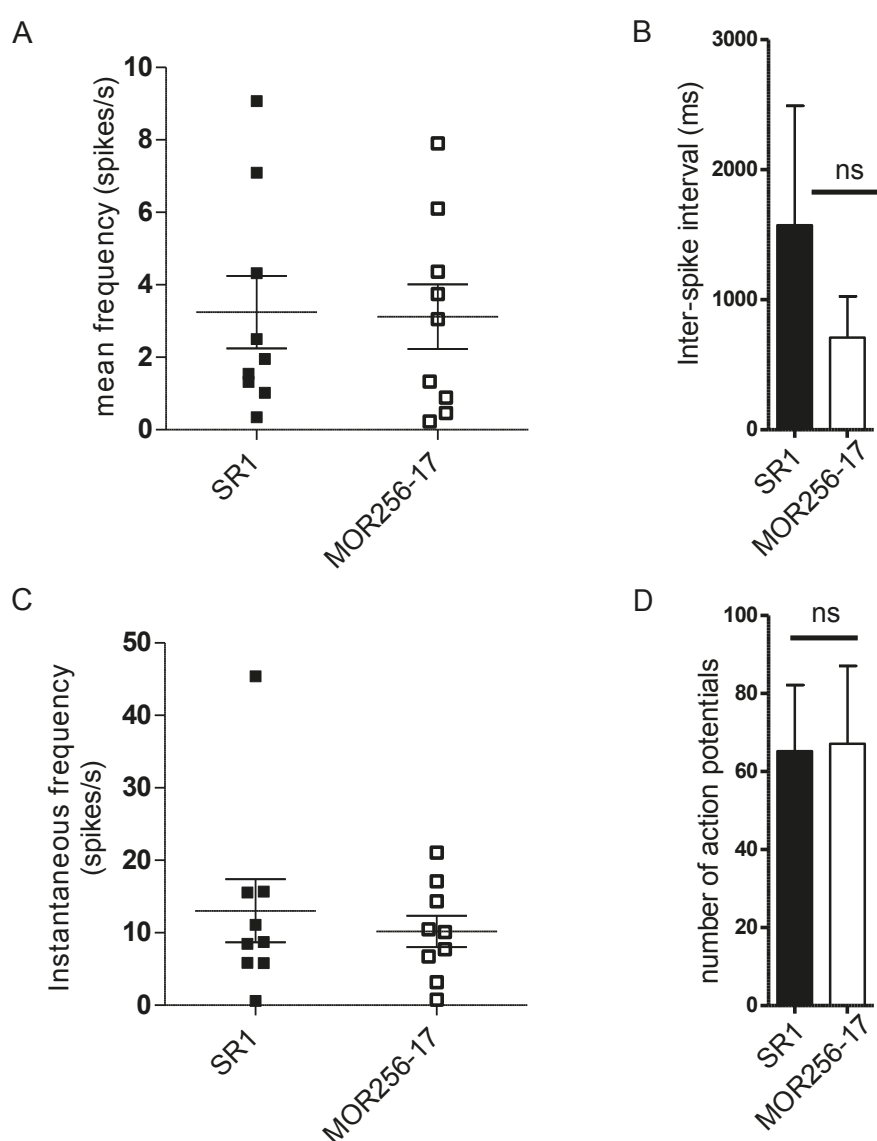 A
mean frequency (spikes/s)
10
8
6
4
2
0
SR1
MOR256-17
B
Inter-spike interval (ms)
3000
2000
1000
0
ns
SR1
MOR256-17
C
Instantaneous frequency
(spikes/s)
50
40
30
20
10
0
SR1
MOR256-17
D
number of action potentials
100
80
60
40
20
0
ns
SR1
MOR256-17